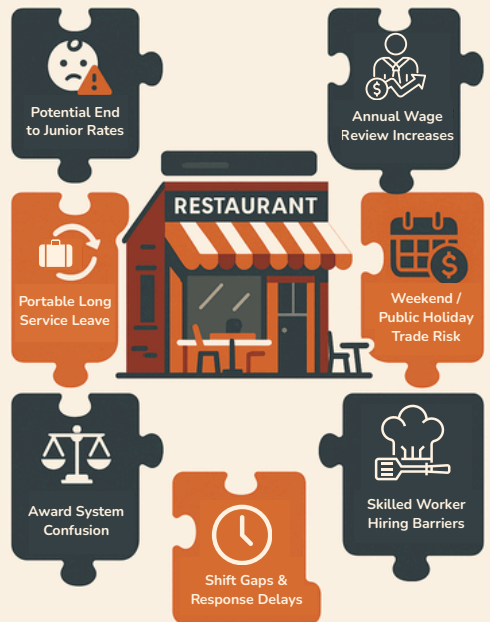 Potential End
to Junior Rates
Annual Wage
Review Increases
RESTAURANT
Portable Long
Service Leave
Weekend /
Public Holiday
Trade Risk
Award System
Confusion
Skilled Worker
Hiring Barriers
Shift Gaps &
Response Delays
$
$